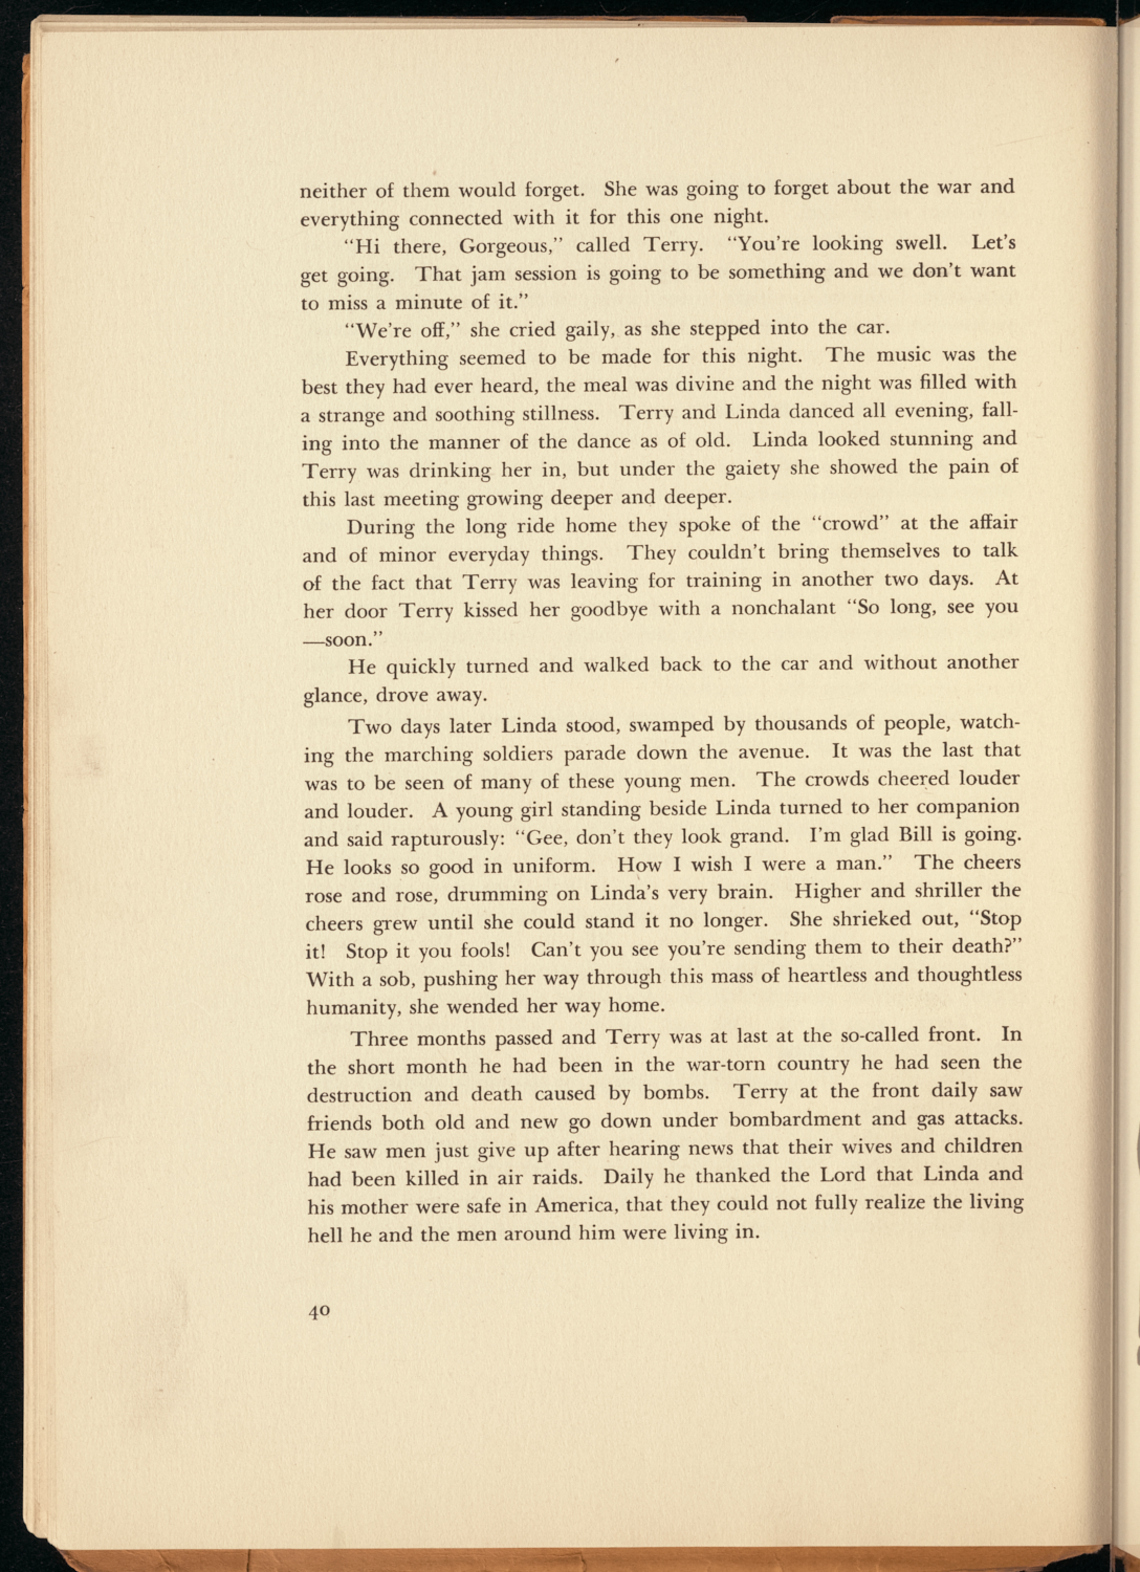 neither of them would forget. She was going to forget about the war and
everything connected with it for this one night.
"Hi there, Gorgeous," called Terry. "You're looking swell. Let's
get going. That jam session is going to be something and we don't want
to miss a minute of it."
"We're off," she cried gaily, as she stepped into the car.
Everything seemed to be made for this night. The music was the
best they had ever heard, the meal was divine and the night was filled with
a strange and soothing stillness. Terry and Linda danced all evening, fall-
ing into the manner of the dance as of old. Linda looked stunning and
Terry was drinking her in, but under the gaiety she showed the pain of
this last meeting growing deeper and deeper.
During the long ride home they spoke of the "crowd" at the affair
and of minor everyday things. They couldn't bring themselves to talk
of the fact that Terry was leaving for training in another two days. At
her door Terry kissed her goodbye with a nonchalant "So long, see you
—soon."
He quickly turned and walked back to the car and without another
glance, drove away.
Two days later Linda stood, swamped by thousands of people, watch-
ing the marching soldiers parade down the avenue. It was the last that
was to be seen of many of these young men. The crowds cheered louder
and louder. A young girl standing beside Linda turned to her companion
and said rapturously: "Gee, don't they look grand. I'm glad Bill is going.
He looks so good in uniform. How I wish I were a man." The cheers
rose and rose, drumming on Linda's very brain. Higher and shriller the
cheers grew until she could stand it no longer. She shrieked out, "Stop
it! Stop it you fools! Can't you see you're sending them to their death?"
With a sob, pushing her way through this mass of heartless and thoughtless
humanity, she wended her way home.
Three months passed and Terry was at last at the so-called front. In
the short month he had been in the war-torn country he had seen the
destruction and death caused by bombs. Terry at the front daily saw
friends both old and new go down under bombardment and gas attacks.
He saw men just give up after hearing news that their wives and children
had been killed in air raids. Daily he thanked the Lord that Linda and
his mother were safe in America, that they could not fully realize the living
hell he and the men around him were living in.
40